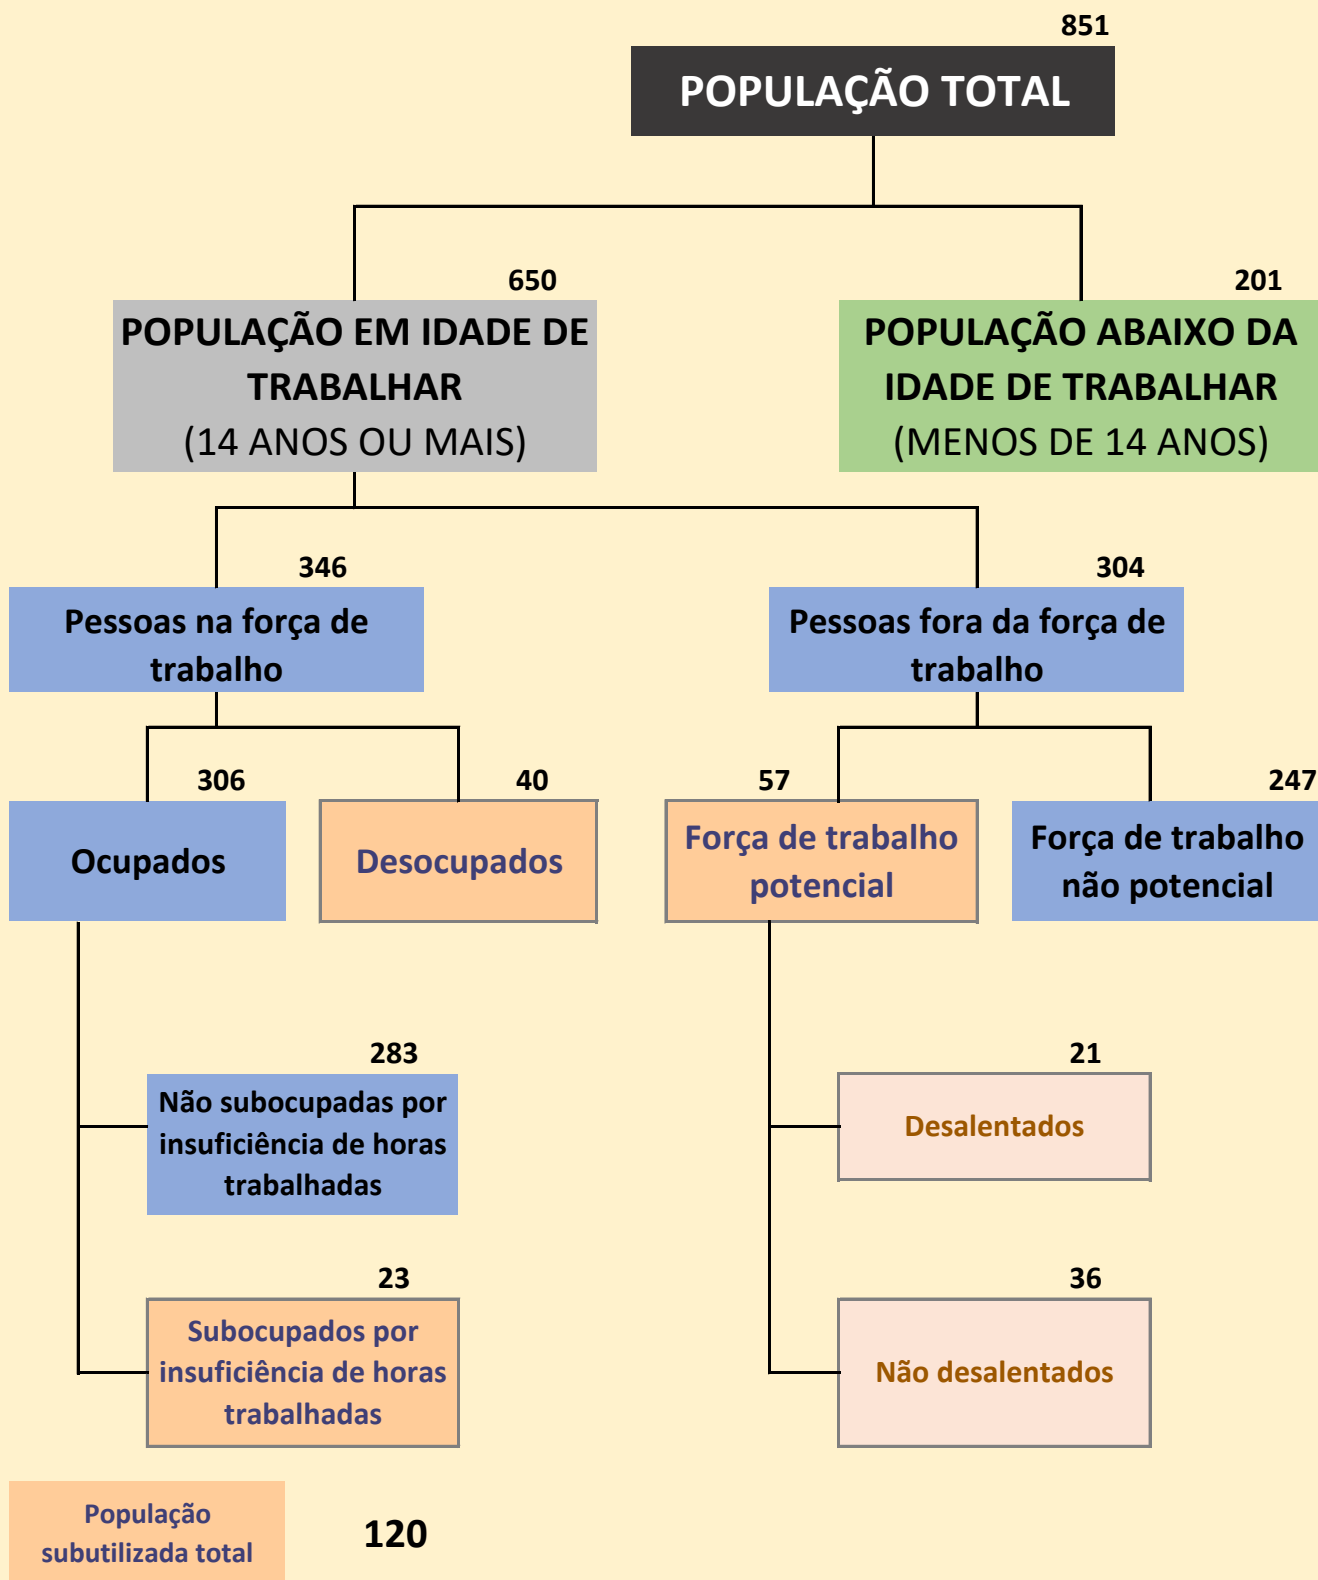 851
POPULAÇÃO TOTAL
650
POPULAÇÃO EM IDADE DE
TRABALHAR
(14 ANOS OU MAIS)
201
POPULAÇÃO ABAIXO DA
IDADE DE TRABALHAR
(MENOS DE 14 ANOS)
346
Pessoas na força de
trabalho
304
Pessoas fora da força de
trabalho
306
Ocupados
40
Desocupados
57
Força de trabalho
potencial
247
Força de trabalho
não potencial
283
Não subocupadas por
insuficiência de horas
trabalhadas
21
Desalentados
23
Subocupados por
insuficiência de horas
trabalhadas
36
Não desalentados
População
subutilizada total
120